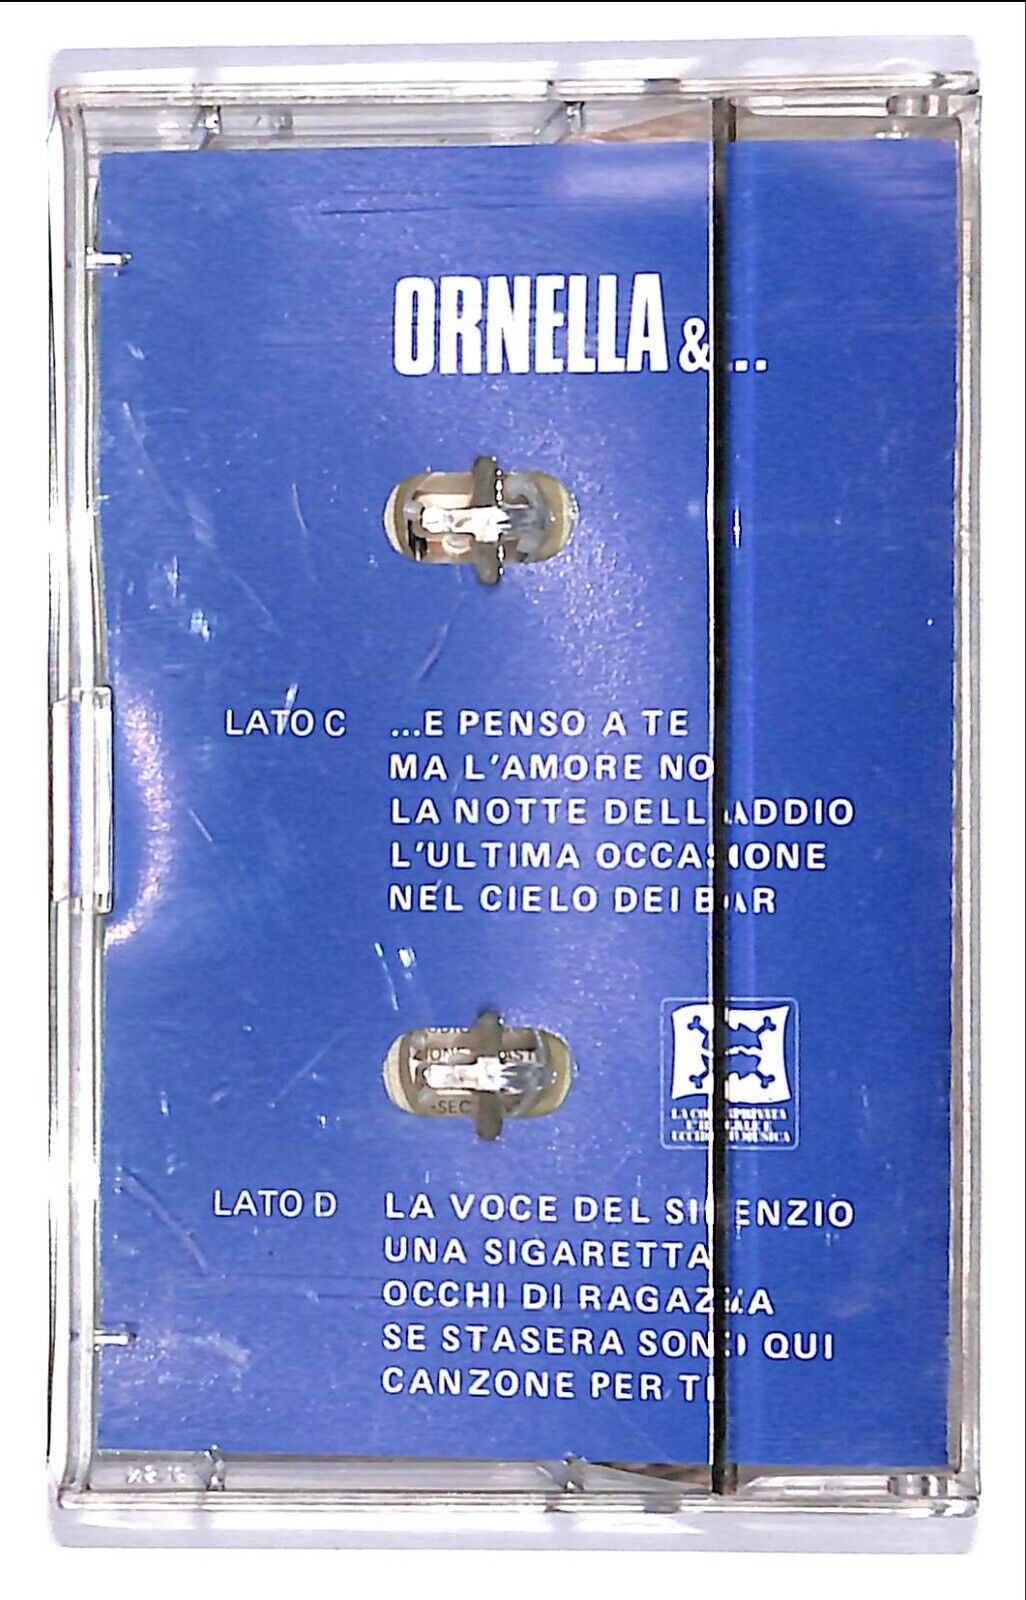 ORNELLA & ...
LATO C ...E PENSO A TE
MA L'AMORE NO
LA NOTTE DELL'ADDIO
L'ULTIMA OCCASIONE
NEL CIELO DEI BAR
LATO D LA VOCE DEL SILENZIO
UNA SIGARETTA
OCCHI DI RAGAZZA
SE STASERA SONO QUI
CANZONE PER TE